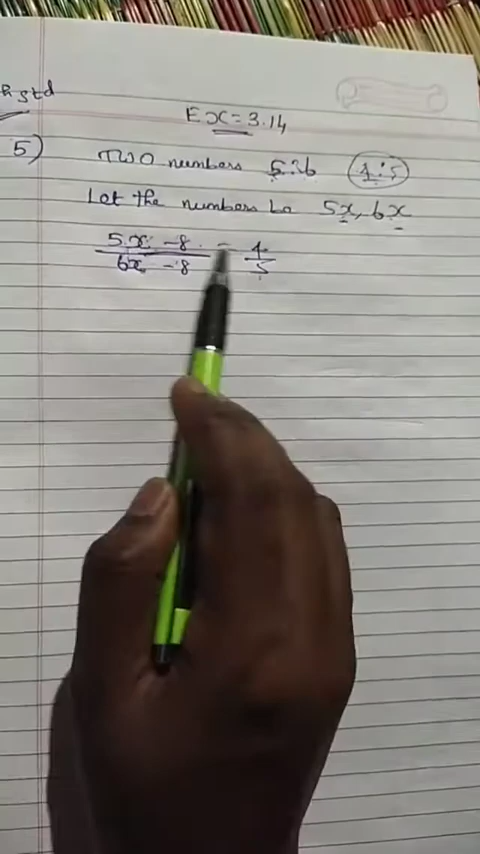 std
Ex = 3.14
5) Two numbers 5:6 4:5
Let the numbers be 5x, 6x
5x - 8 = 4
6x - 8 5